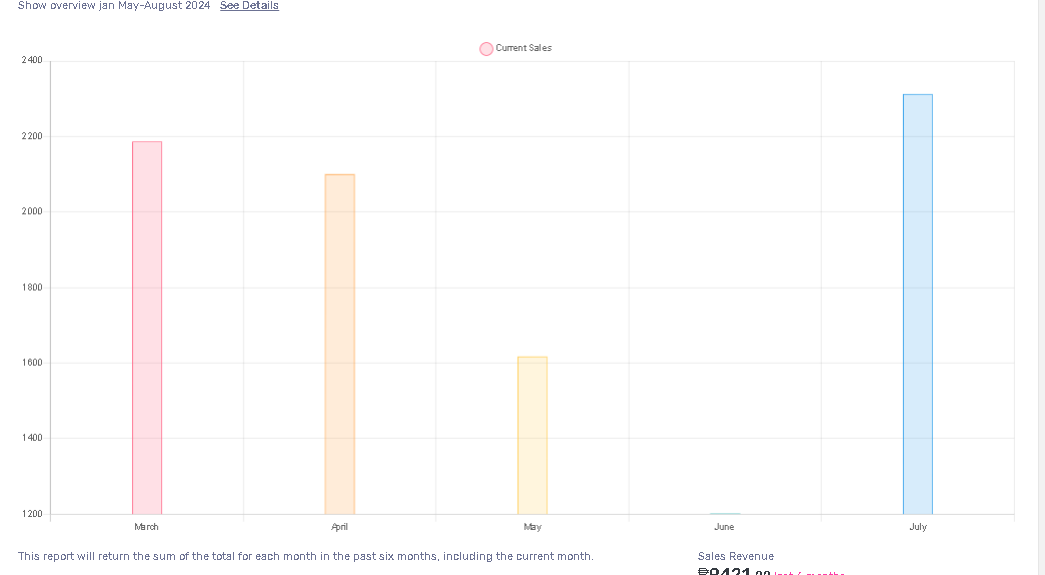 Show overview jan May-August 2024 See Details
Current Sales
2400
2200
2000
1800
1600
1400
1200
March April May June July
This report will return the sum of the total for each month in the past six months, including the current month.
Sales Revenue